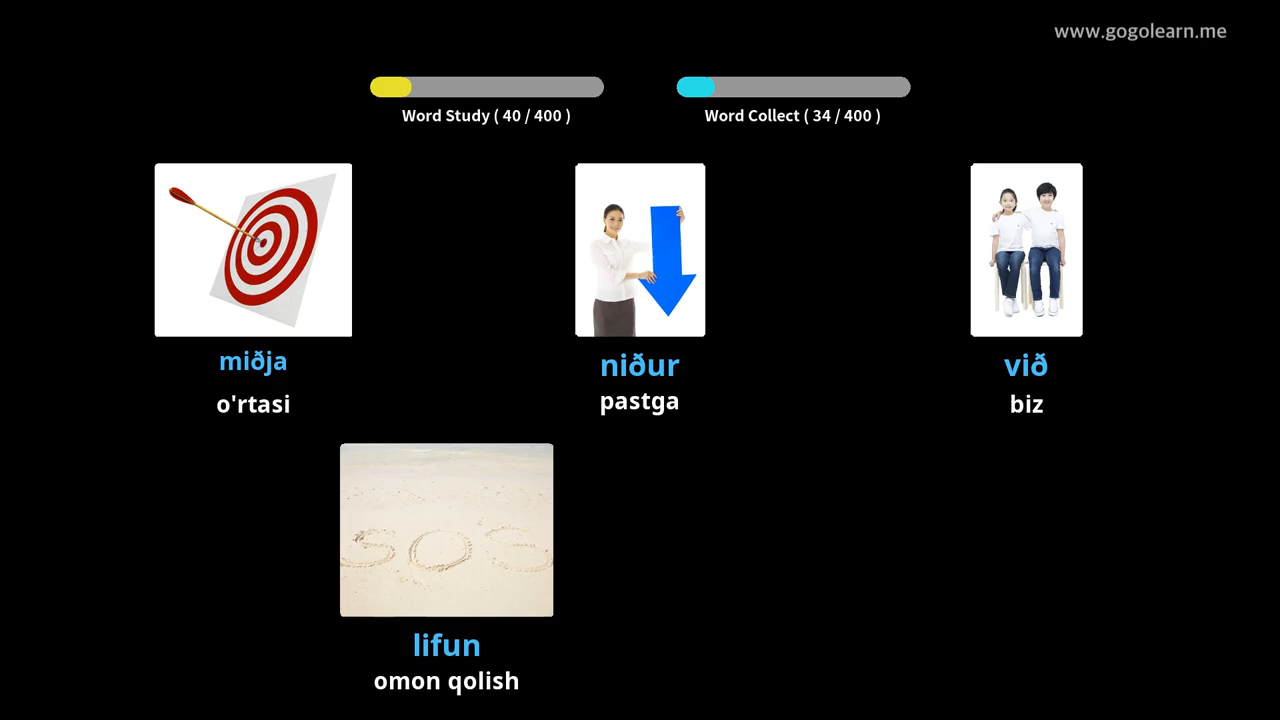 www.gogolearn.me
Word Study ( 40 / 400 )
Word Collect ( 34 / 400 )
miðja
o'rtasi
niður
pastga
við
biz
SOS
lifun
omon qolish